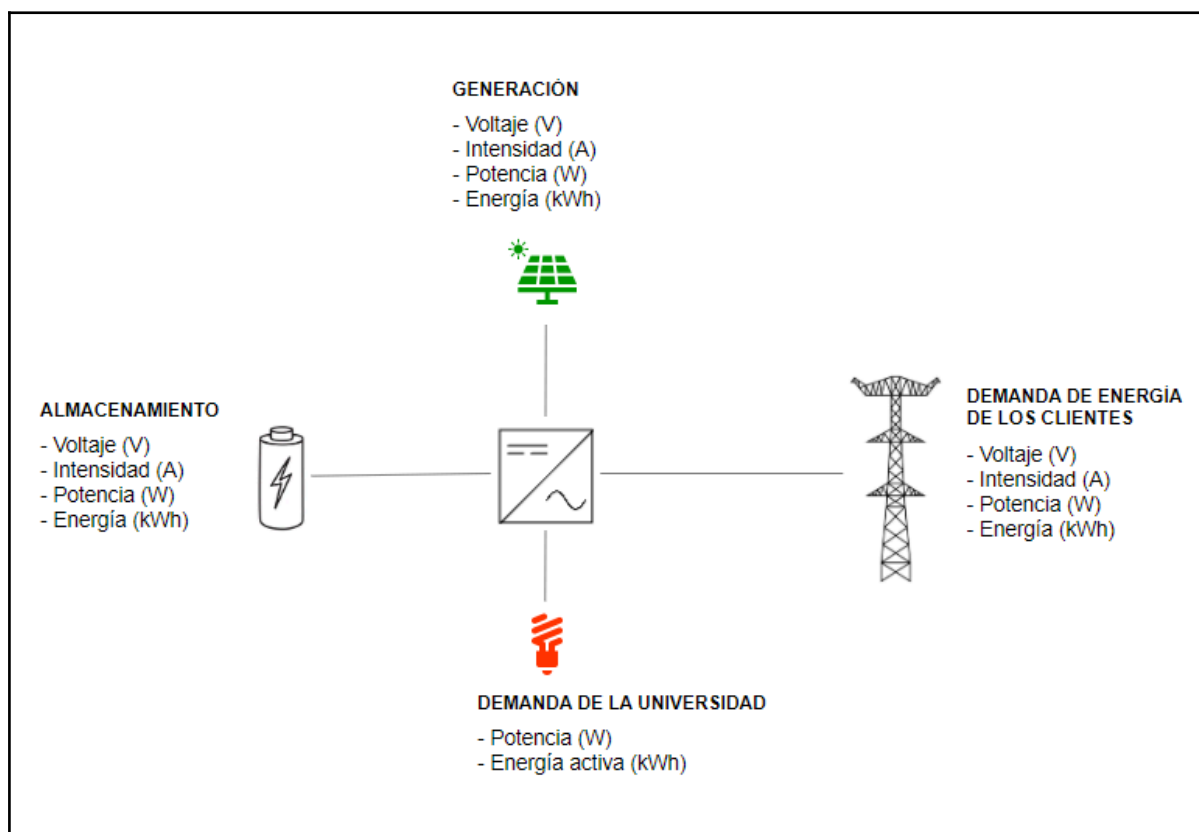 GENERACIÓN
- Voltaje (V)
- Intensidad (A)
- Potencia (W)
- Energía (kWh)
ALMACENAMIENTO
- Voltaje (V)
- Intensidad (A)
- Potencia (W)
- Energía (kWh)
DEMANDA DE ENERGÍA
DE LOS CLIENTES
- Voltaje (V)
- Intensidad (A)
- Potencia (W)
- Energía (kWh)
DEMANDA DE LA UNIVERSIDAD
- Potencia (W)
- Energía activa (kWh)